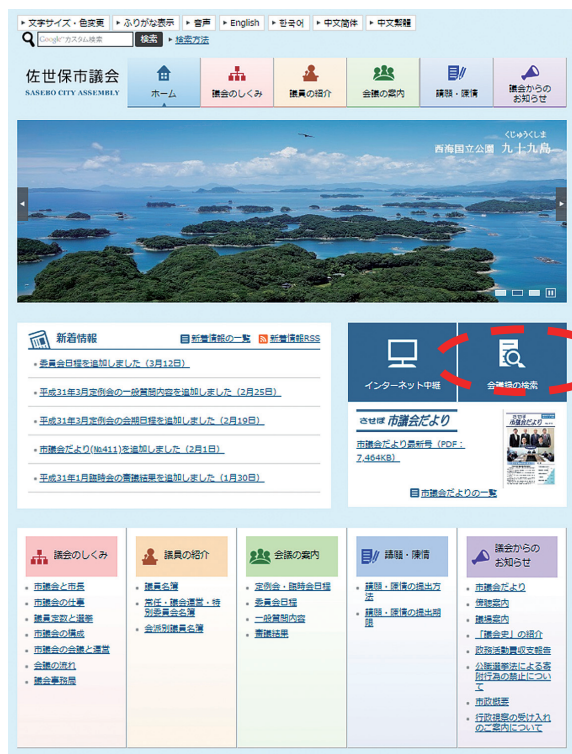 文字サイズ・色変更 ふりがな表示 音声 English 한국어 中文简体 中文繁體
Google カスタム検索 検索 検索方法
佐世保市議会
SASEBO CITY ASSEMBLY
ホーム 議会のしくみ 議員の紹介 会議の案内 請願・陳情 議会からの
お知らせ
くじゅうくしま
西海国立公園 九十九島
新着情報 新着情報の一覧 新着情報RSS
委員会日程を追加しました（3月12日）
平成31年3月定例会の一般質問内容を追加しました（2月25日）
平成31年3月定例会の会期日程を追加しました（2月19日）
市議会だより(№411)を追加しました（2月1日）
平成31年1月臨時会の審議結果を追加しました（1月30日）
インターネット中継 会議録の検索
させぼ 市議会だより
市議会だより最新号（PDF：
7,464KB）
市議会だより
市議会だよりの一覧
議会のしくみ
市議会と市長
市議会の仕事
議員定数と選挙
市議会の構成
市議会の会議と運営
会議の流れ
議会事務局
議員の紹介
議員名簿
常任・議会運営・特
別委員会名簿
会派別議員名簿
会議の案内
定例会・臨時会日程
委員会日程
一般質問内容
審議結果
請願・陳情
請願・陳情の提出方
法
請願・陳情の提出期
限
議会からの
お知らせ
市議会だより
傍聴案内
議場案内
「議会史」の紹介
政務活動費収支報告
公職選挙法による寄
附行為の禁止につい
て
市政概要
行政視察の受け入れ
のご案内について